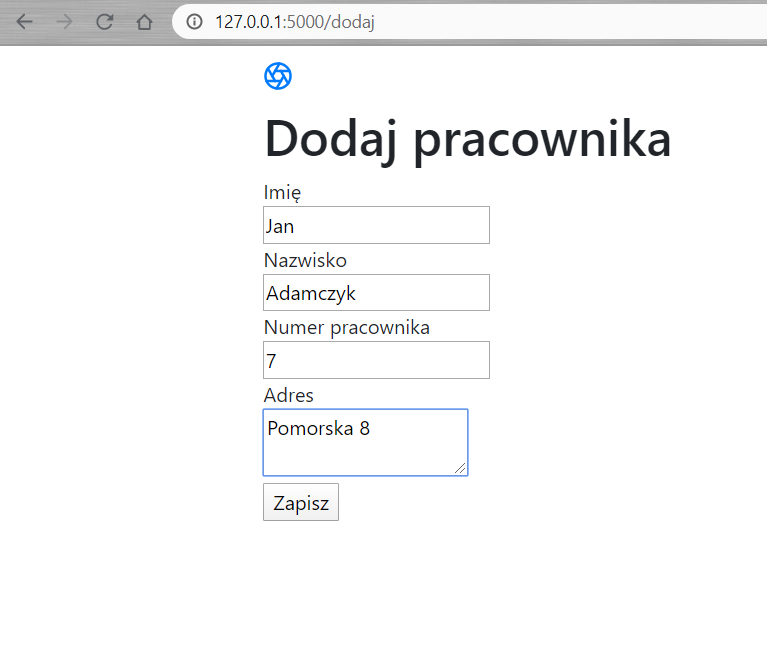 127.0.0.1:5000/dodaj
Dodaj pracownika
Imię
Jan
Nazwisko
Adamczyk
Numer pracownika
7
Adres
Pomorska 8
Zapisz